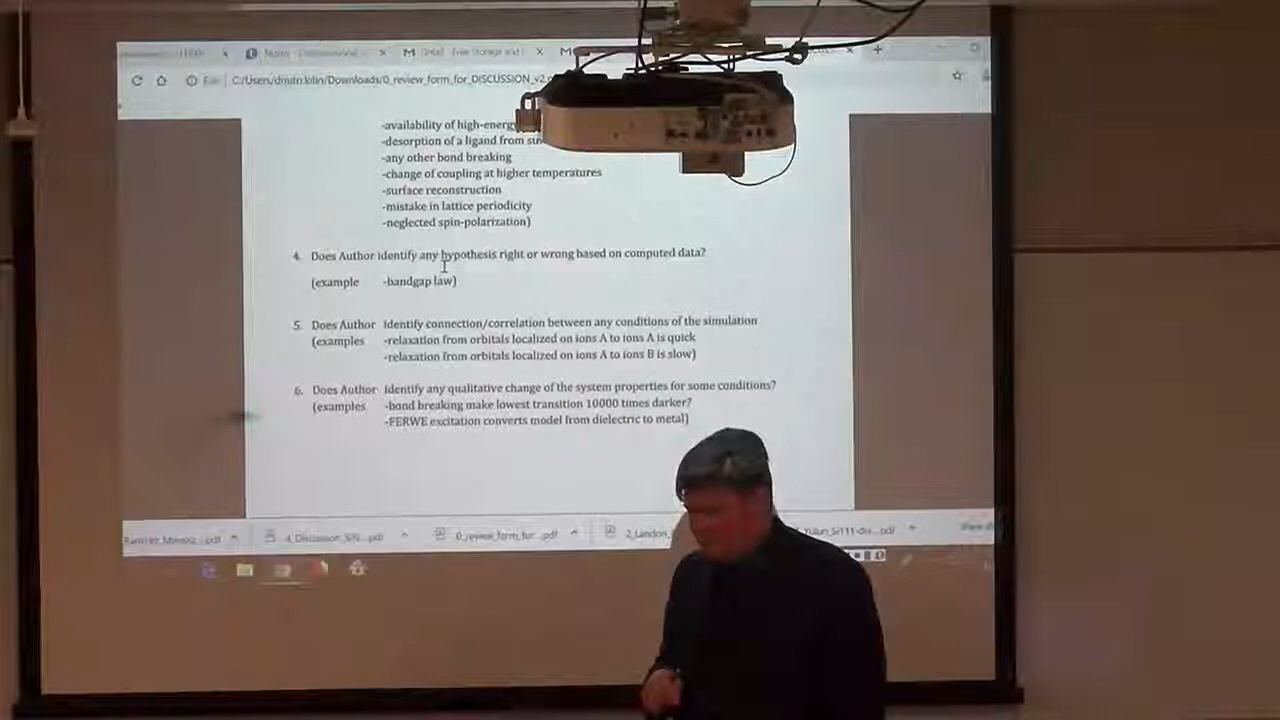 File C:/Users/dmitri.kilin/Downloads/0_review_form_for_DISCUSSION_v2
-availability of high-energy
-desorption of a ligand from
-any other bond breaking
-change of coupling at higher temperatures
-surface reconstruction
-mistake in lattice periodicity
-neglected spin-polarization)
4. Does Author identify any hypothesis right or wrong based on computed data?
(example -bandgap law)
5. Does Author Identify connection/correlation between any conditions of the simulation
(examples -relaxation from orbitals localized on ions A to ions A is quick
-relaxation from orbitals localized on ions A to ions B is slow)
6. Does Author Identify any qualitative change of the system properties for some conditions?
(examples -bond breaking make lowest transition 10000 times darker?
-FERWE excitation converts model from dielectric to metal)
4_Discussion_ ...pdf 0_review_form_for....pdf 2_Landon_ ...pdf